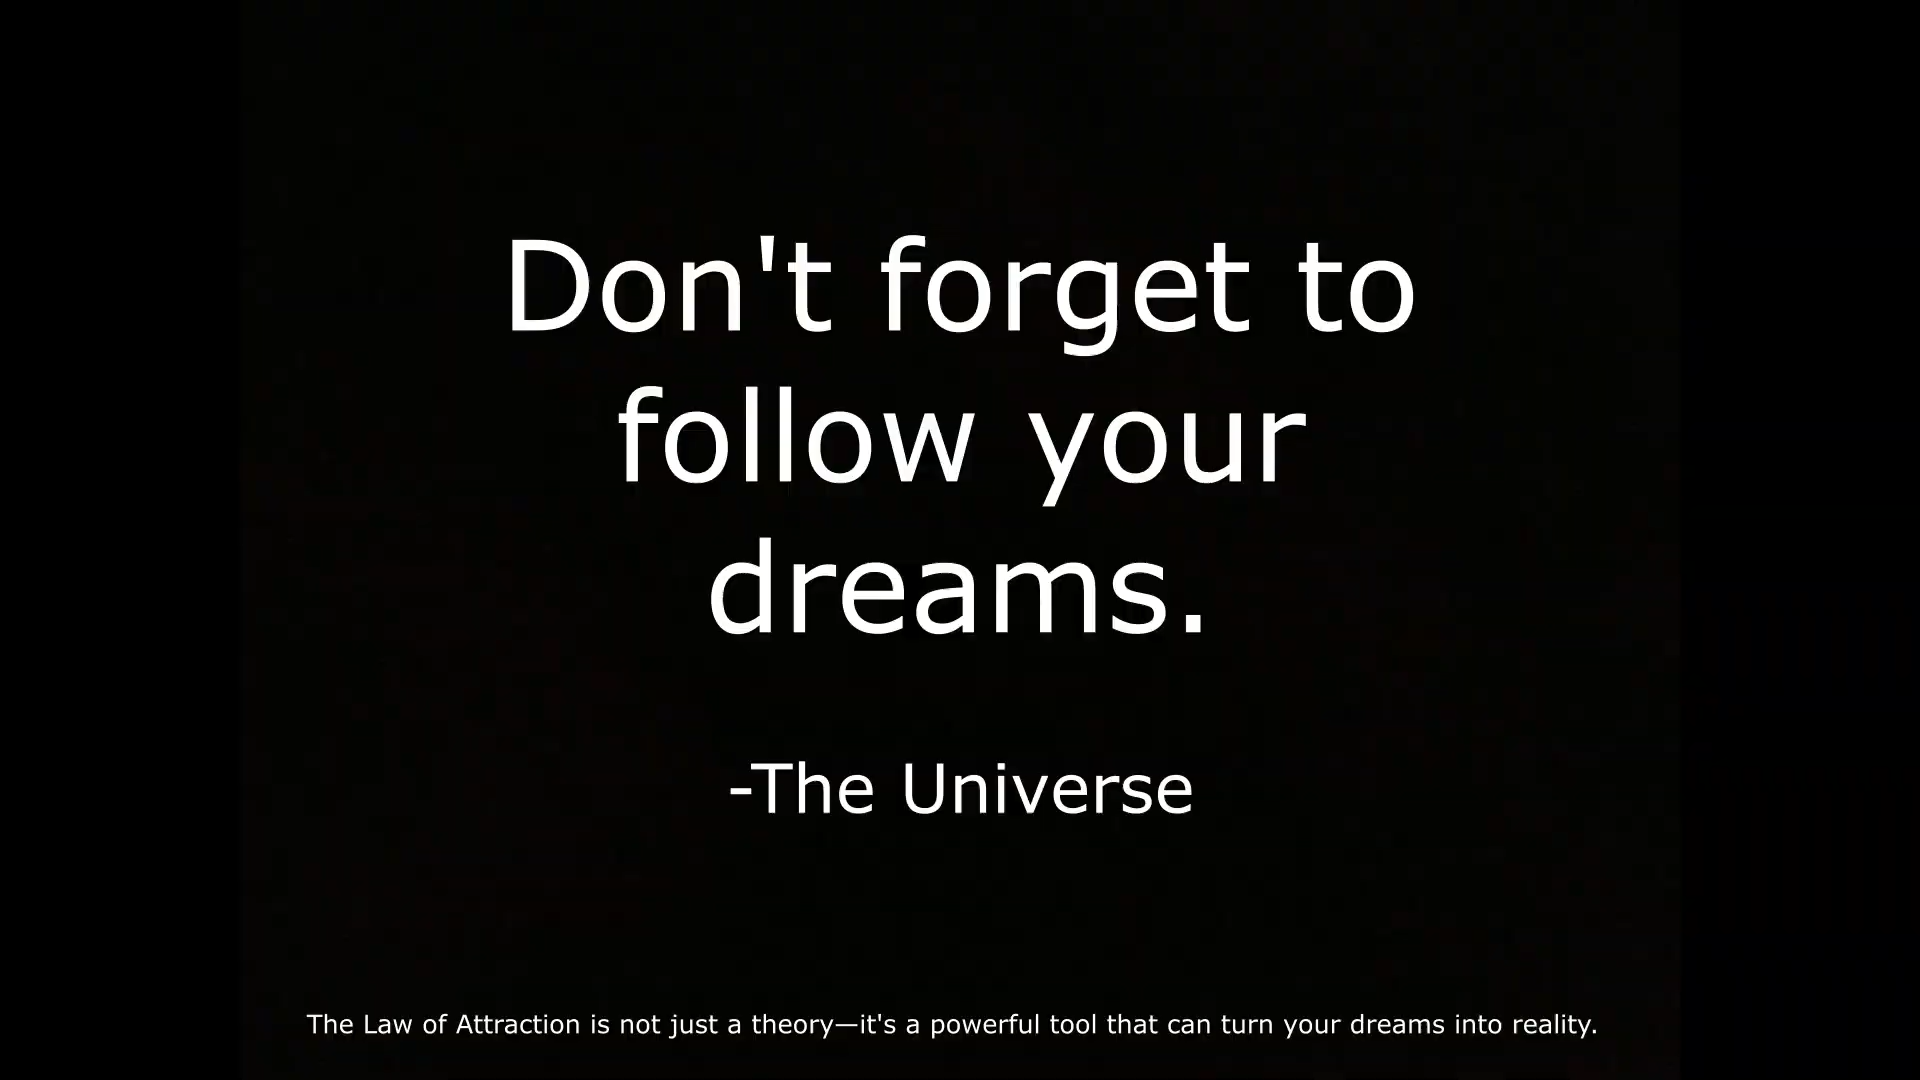 Don't forget to
follow your
dreams.
-The Universe
The Law of Attraction is not just a theory—it's a powerful tool that can turn your dreams into reality.